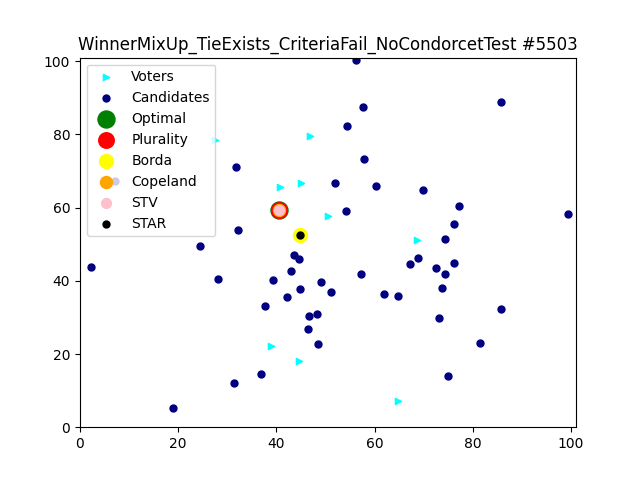 WinnerMixUp_TieExists_CriteriaFail_NoCondorcetTest #5503
Voters
Candidates
Optimal
Plurality
Borda
Copeland
STV
STAR
100
80
60
40
20
0
0 20 40 60 80 100